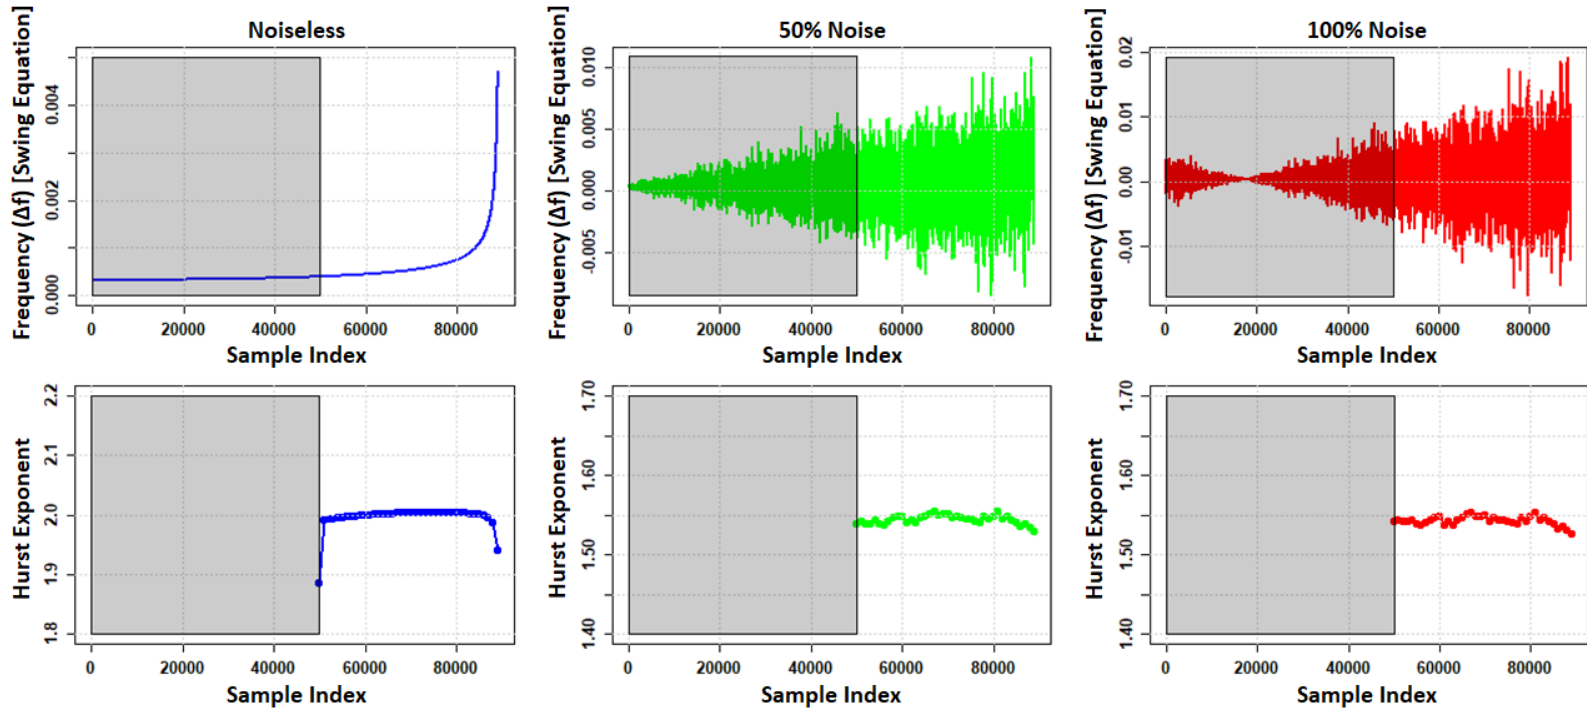 Noiseless
50% Noise
100% Noise
Frequency (Δf) [Swing Equation]
0.000 0.002 0.004
0 20000 40000 60000 80000
Sample Index
Frequency (Δf) [Swing Equation]
-0.005 0.000 0.005 0.010
0 20000 40000 60000 80000
Sample Index
Frequency (Δf) [Swing Equation]
-0.01 0.00 0.01 0.02
0 20000 40000 60000 80000
Sample Index
Hurst Exponent
1.8 1.9 2.0 2.1 2.2
0 20000 40000 60000 80000
Sample Index
Hurst Exponent
1.40 1.50 1.60 1.70
0 20000 40000 60000 80000
Sample Index
Hurst Exponent
1.40 1.50 1.60 1.70
0 20000 40000 60000 80000
Sample Index